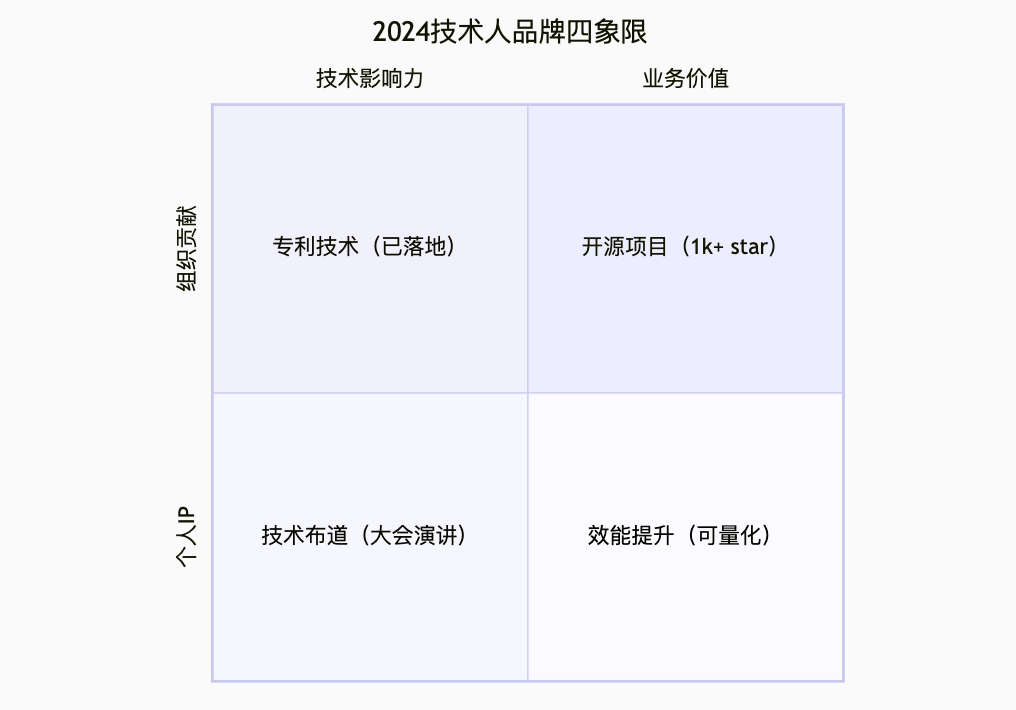 2024技术人品牌四象限
技术影响力
业务价值
组织贡献
专利技术（已落地）
开源项目（1k+ star）
个人IP
技术布道（大会演讲）
效能提升（可量化）